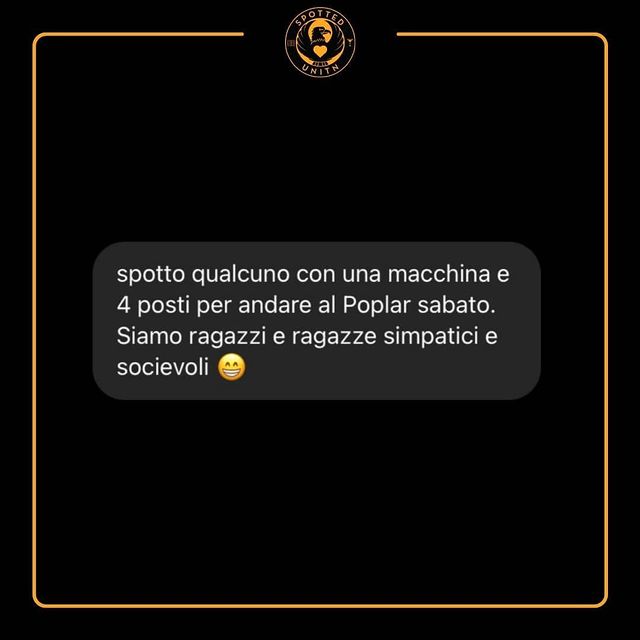 SPOTTED
UNITN
spotto qualcuno con una macchina e
4 posti per andare al Poplar sabato.
Siamo ragazzi e ragazze simpatici e
socievoli 😁